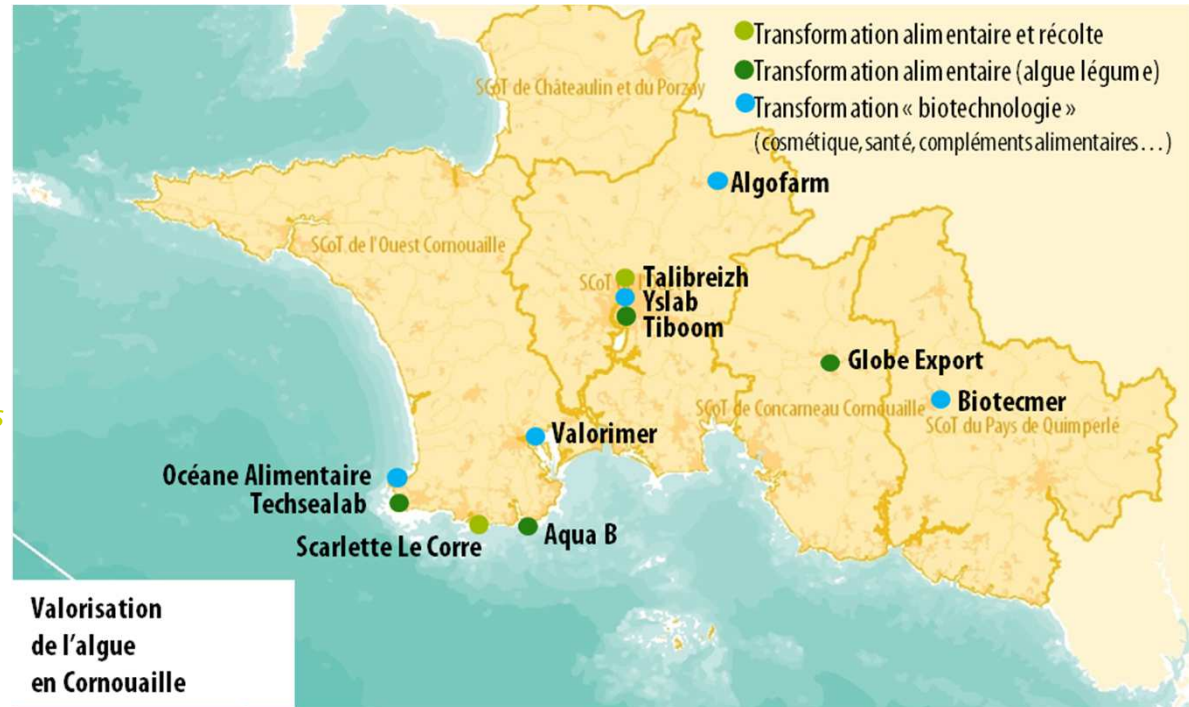 Transformation alimentaire et récolte
Transformation alimentaire (algue légume)
Transformation « biotechnologie »
(cosmétique, santé, compléments alimentaires…)
SCoT de Châteaulin et du Porzay
Algofarm
SCoT de l'Ouest Cornouaille
Talibreizh
SCoT
Yslab
Tiboom
Globe Export
Biotecmer
SCoT de Concarneau Cornouaille
SCoT du Pays de Quimperlé
Valorimer
Océane Alimentaire
Techsealab
Scarlette Le Corre
Aqua B
Valorisation
de l'algue
en Cornouaille